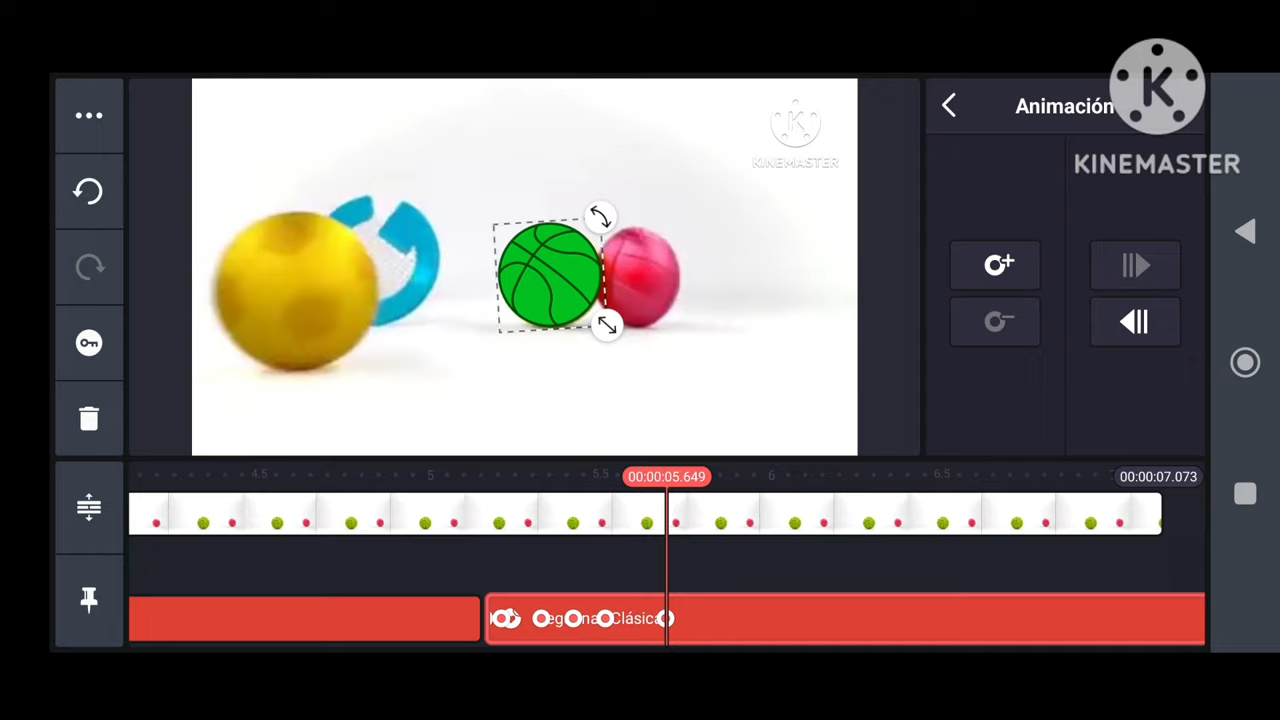 Animación
KINEMASTER
KINEMASTER
4.5
5
5.5
00:00:05.649
6
6.5
00:00:07.073
Clásica